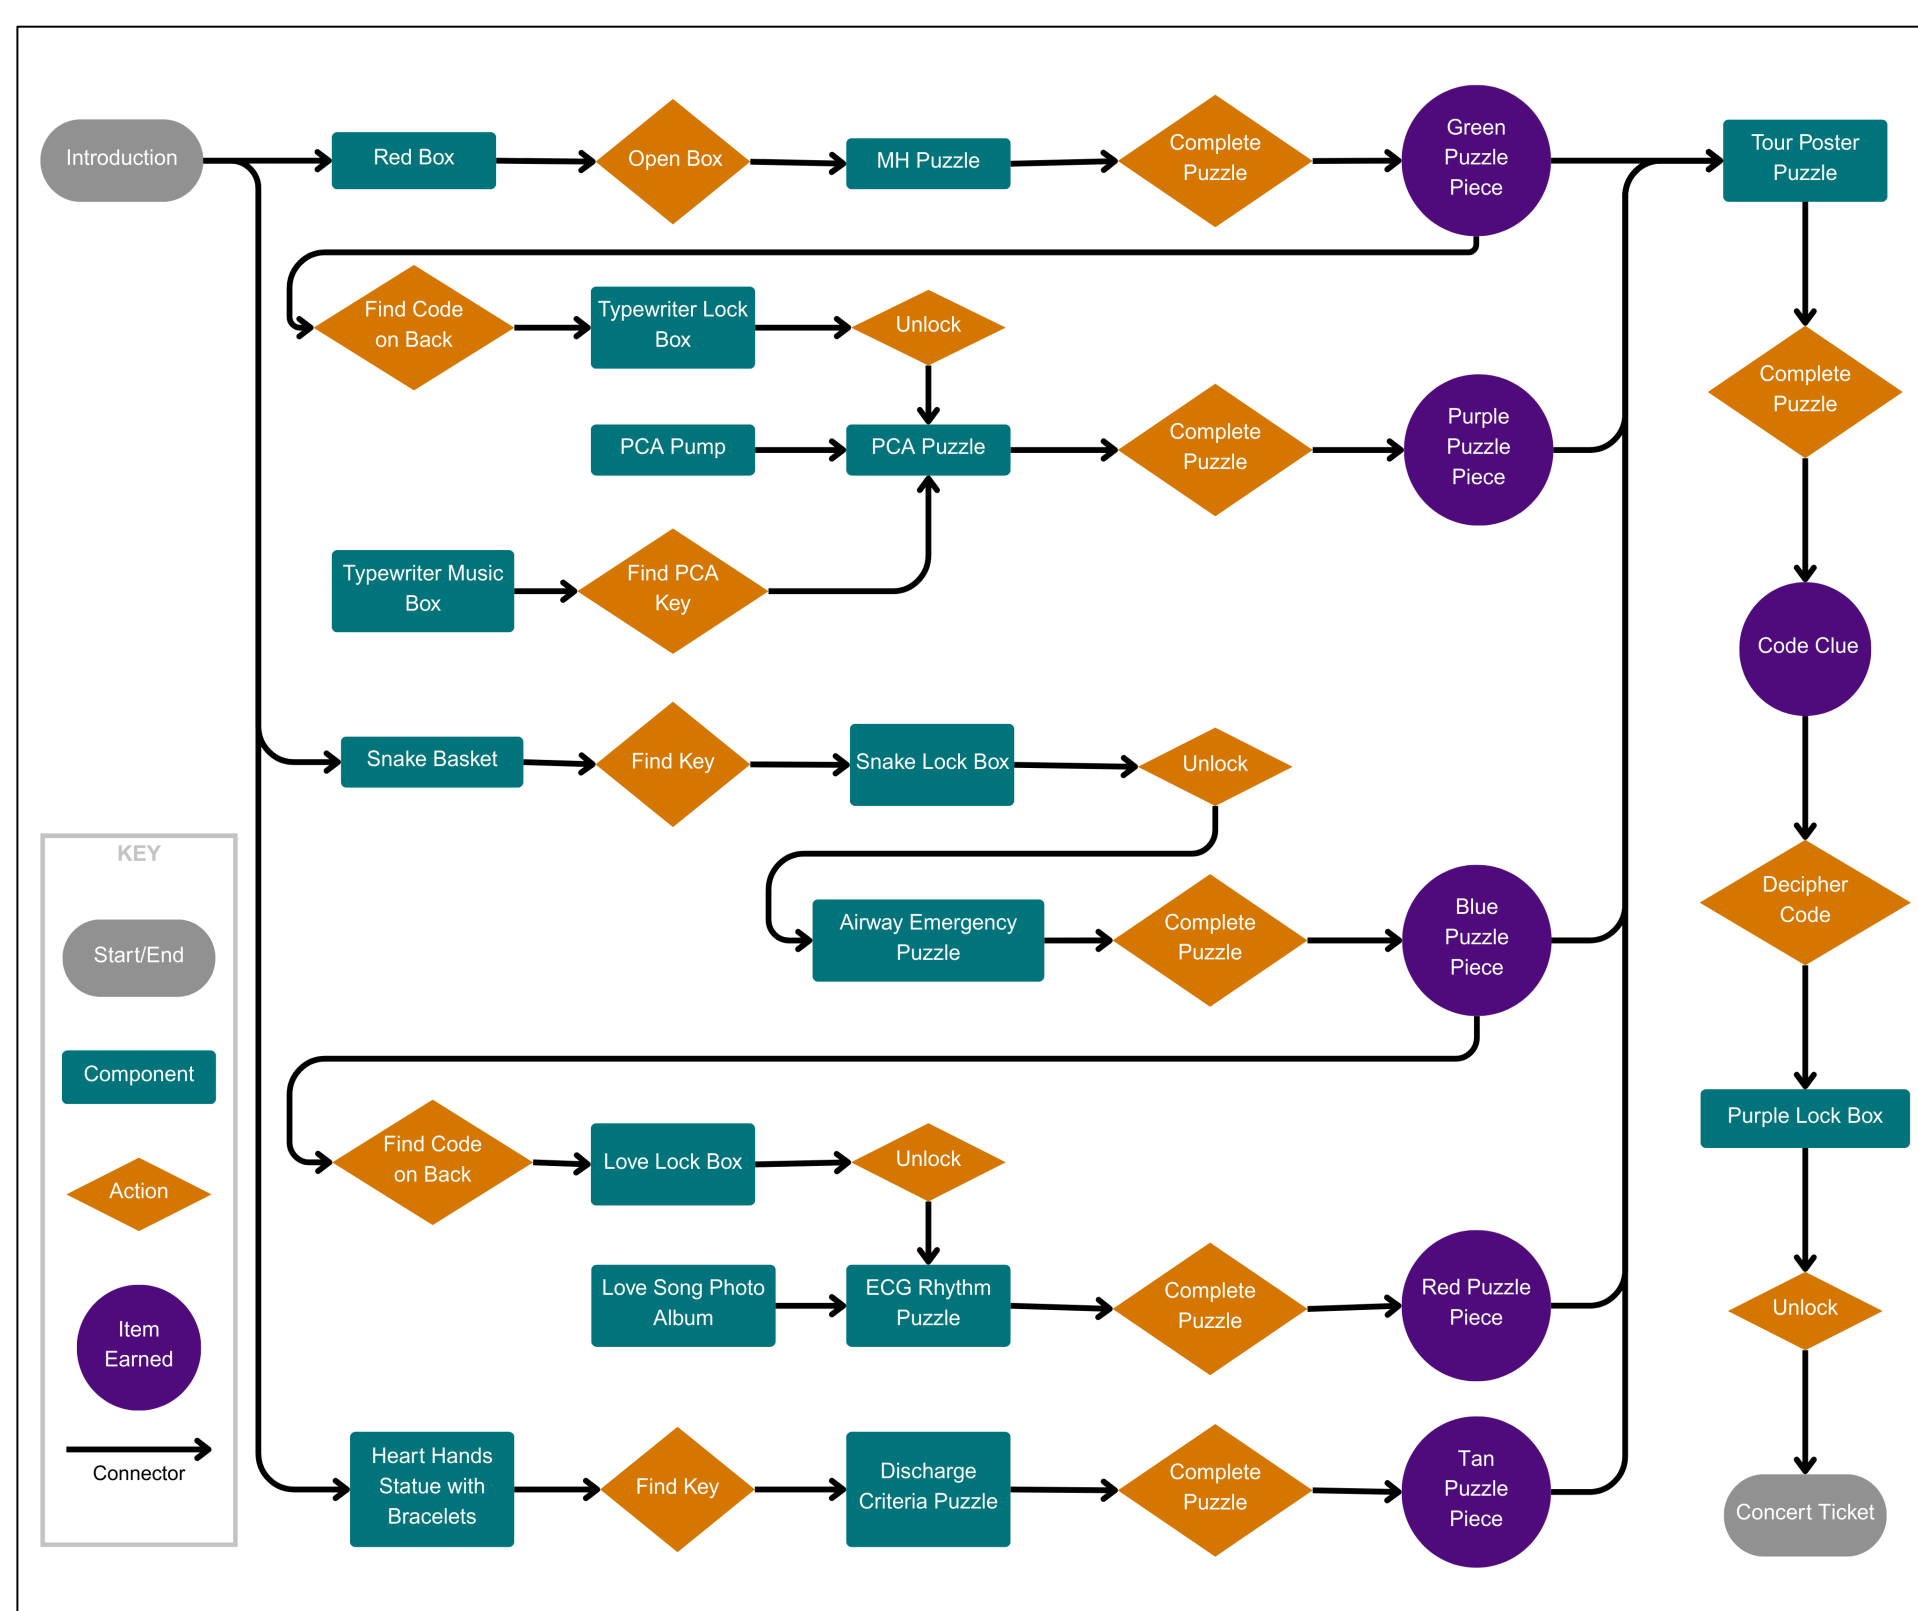 Introduction
Red Box
Open Box
MH Puzzle
Complete
Puzzle
Green
Puzzle
Piece
Tour Poster
Puzzle
Find Code
on Back
Typewriter Lock
Box
Unlock
Complete
Puzzle
PCA Pump
PCA Puzzle
Complete
Puzzle
Purple
Puzzle
Piece
Typewriter Music
Box
Find PCA
Key
Code Clue
Snake Basket
Find Key
Snake Lock Box
Unlock
Airway Emergency
Puzzle
Complete
Puzzle
Blue
Puzzle
Piece
Decipher
Code
Find Code
on Back
Love Lock Box
Unlock
Purple Lock Box
Love Song Photo
Album
ECG Rhythm
Puzzle
Complete
Puzzle
Red Puzzle
Piece
Unlock
Heart Hands
Statue with
Bracelets
Find Key
Discharge
Criteria Puzzle
Complete
Puzzle
Tan
Puzzle
Piece
Concert Ticket
KEY
Start/End
Component
Action
Item
Earned
Connector